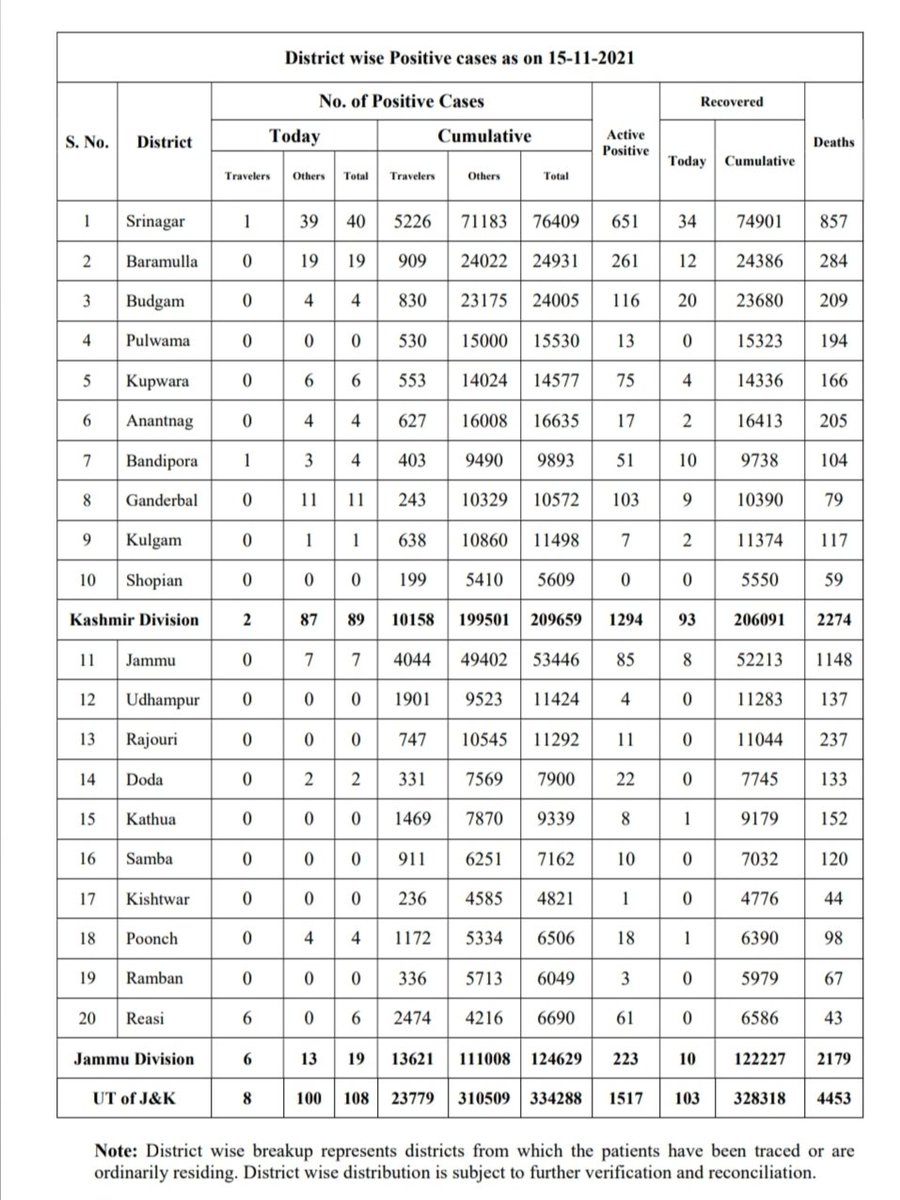 District wise Positive cases as on 15-11-2021
No. of Positive Cases Recovered
S. No. District Today Cumulative Active Positive Today Cumulative Deaths
Travelers Others Total Travelers Others Total
1 Srinagar 1 39 40 5226 71183 76409 651 34 74901 857
2 Baramulla 0 19 19 909 24022 24931 261 12 24386 284
3 Budgam 0 4 4 830 23175 24005 116 20 23680 209
4 Pulwama 0 0 0 530 15000 15530 13 0 15323 194
5 Kupwara 0 6 6 553 14024 14577 75 4 14336 166
6 Anantnag 0 4 4 627 16008 16635 17 2 16413 205
7 Bandipora 1 3 4 403 9490 9893 51 10 9738 104
8 Ganderbal 0 11 11 243 10329 10572 103 9 10390 79
9 Kulgam 0 1 1 638 10860 11498 7 2 11374 117
10 Shopian 0 0 0 199 5410 5609 0 0 5550 59
Kashmir Division 2 87 89 10158 199501 209659 1294 93 206091 2274
11 Jammu 0 7 7 4044 49402 53446 85 8 52213 1148
12 Udhampur 0 0 0 1901 9523 11424 4 0 11283 137
13 Rajouri 0 0 0 747 10545 11292 11 0 11044 237
14 Doda 0 2 2 331 7569 7900 22 0 7745 133
15 Kathua 0 0 0 1469 7870 9339 8 1 9179 152
16 Samba 0 0 0 911 6251 7162 10 0 7032 120
17 Kishtwar 0 0 0 236 4585 4821 1 0 4776 44
18 Poonch 0 4 4 1172 5334 6506 18 1 6390 98
19 Ramban 0 0 0 336 5713 6049 3 0 5979 67
20 Reasi 6 0 6 2474 4216 6690 61 0 6586 43
Jammu Division 6 13 19 13621 111008 124629 223 10 122227 2179
UT of J&K 8 100 108 23779 310509 334288 1517 103 328318 4453
Note: District wise breakup represents districts from which the patients have been traced or are
ordinarily residing. District wise distribution is subject to further verification and reconciliation.